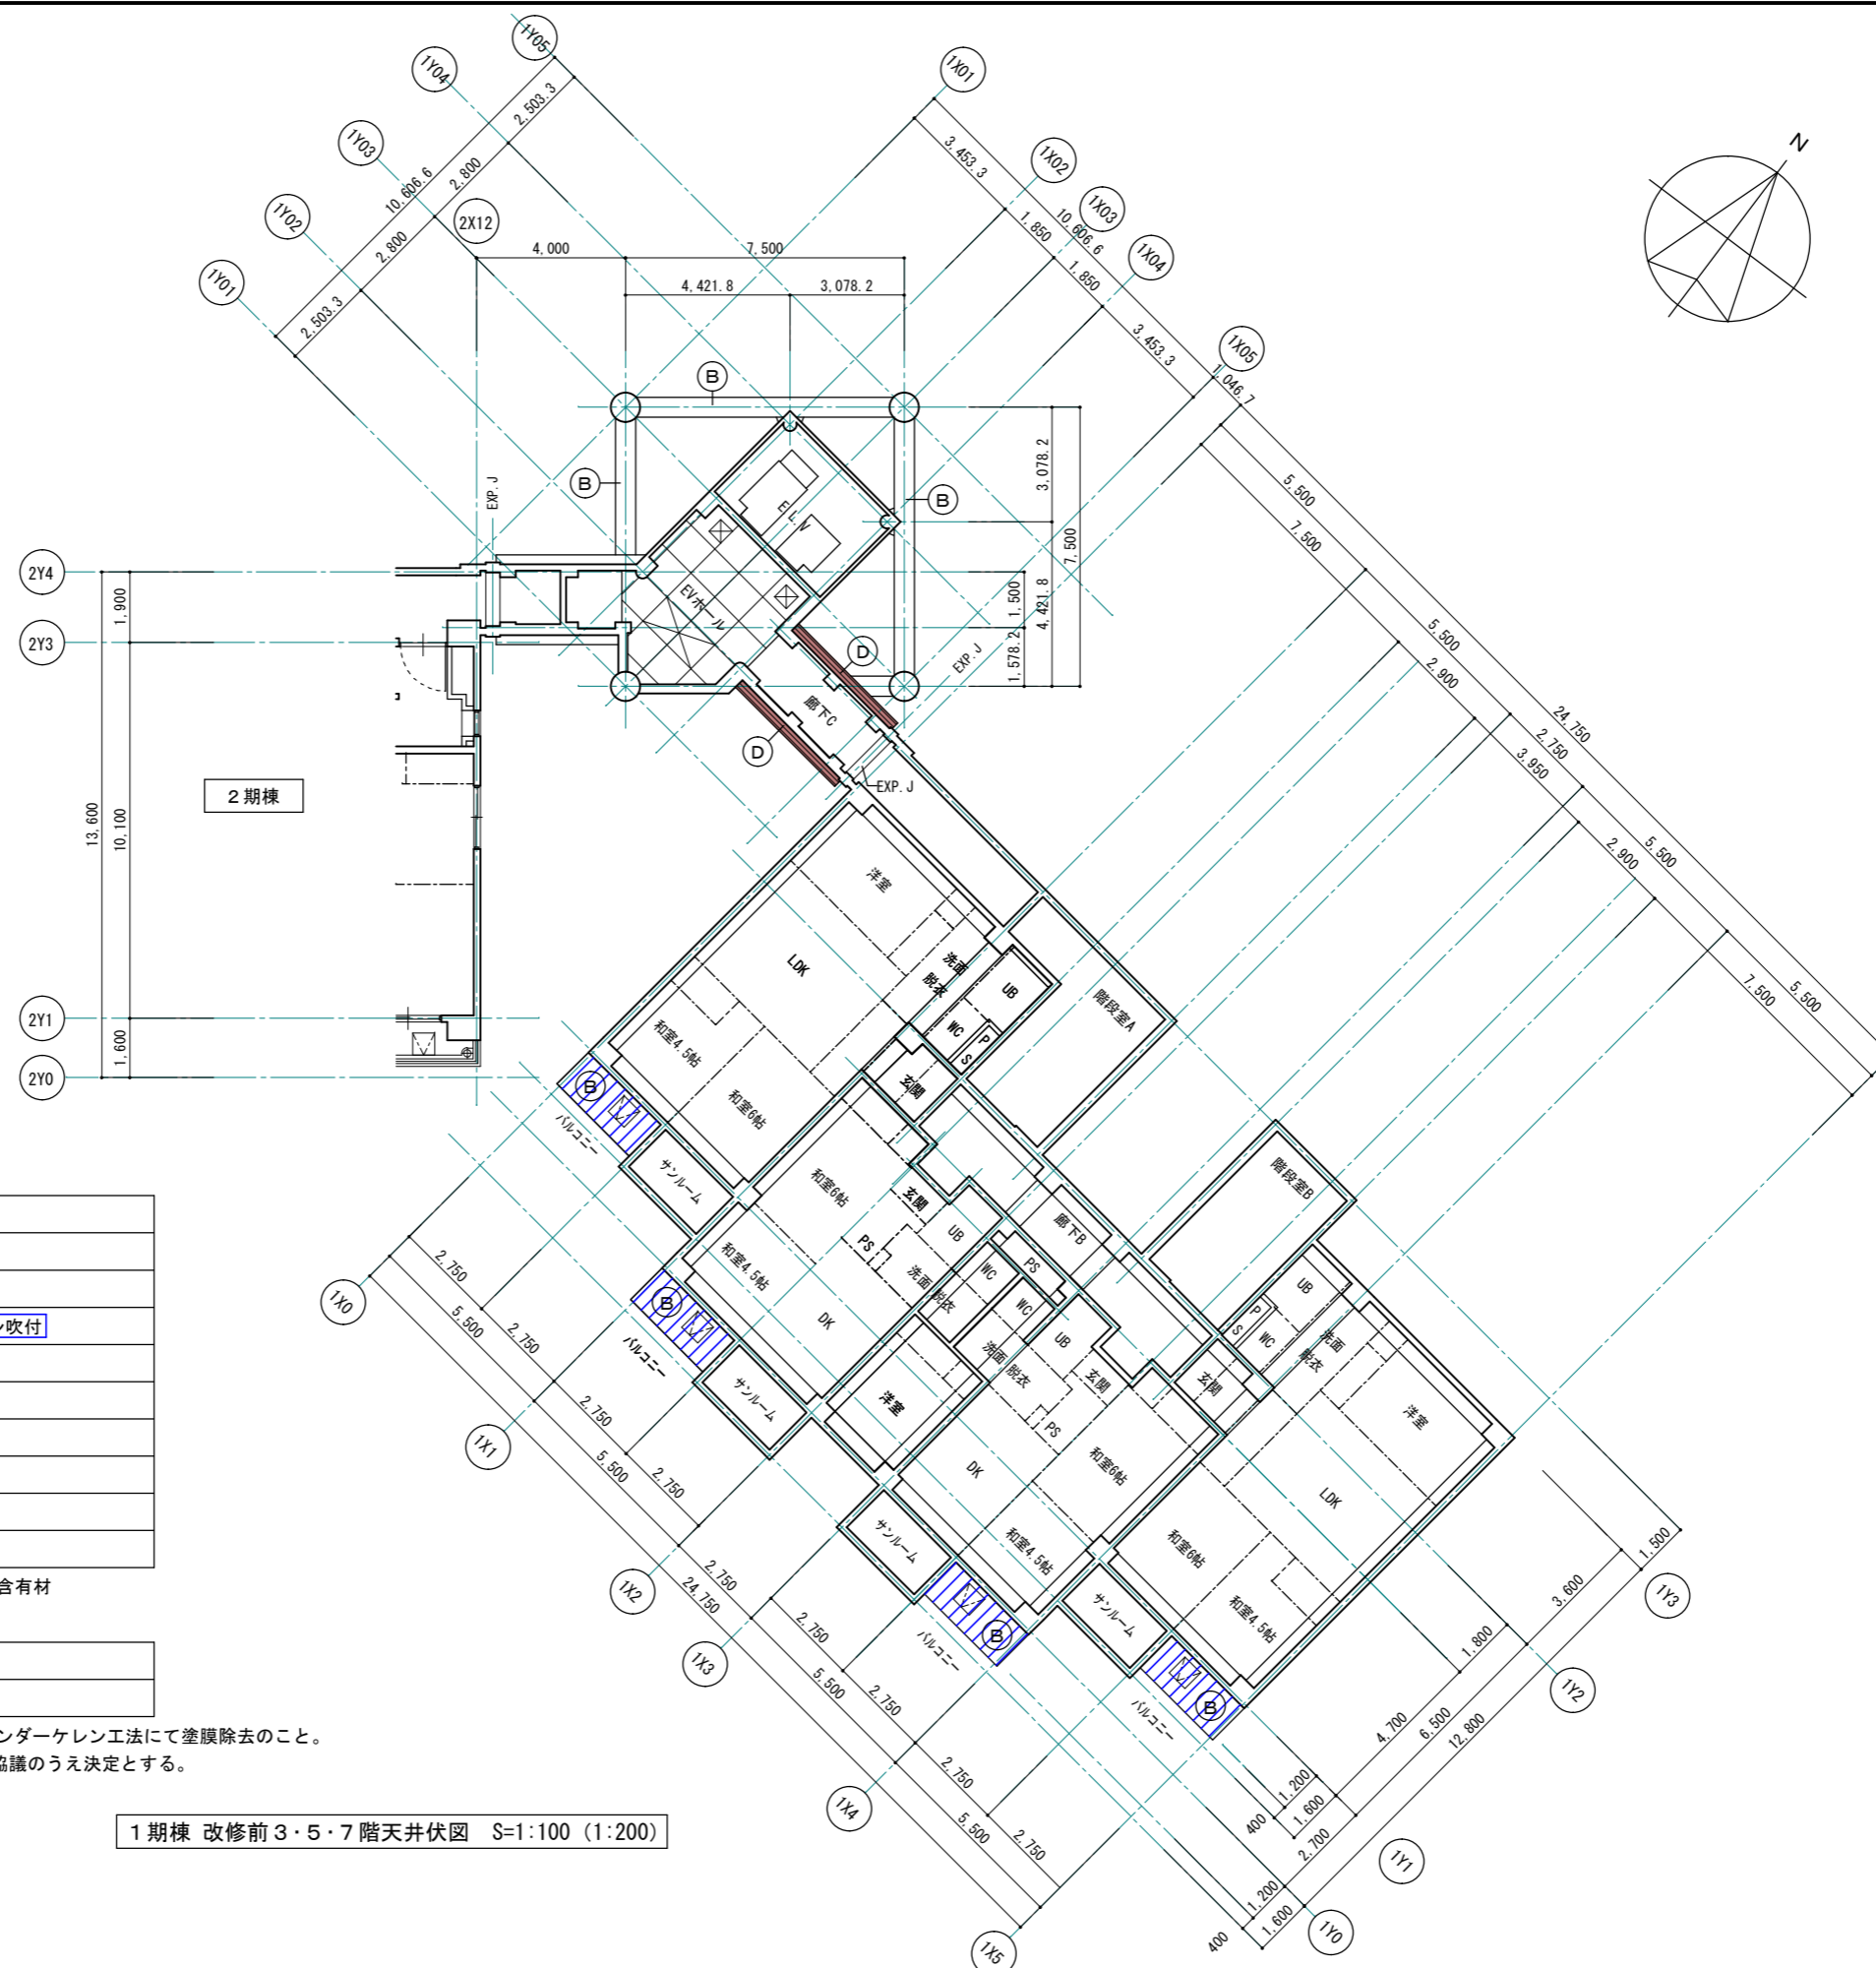 1Y05
1Y04
1Y03
1Y02
1Y01
2X12
1X01
1X02
1X03
1X04
1X05
N
2,503.3
2,800
2,800
2,503.3
10,606.6
4,000
7,500
4,421.8
3,078.2
3,453.3
1,850
1,850
3,453.3
10,606.6
1,046.7
B
B
B
EXP.J
E.L.V
EVホール
3,078.2
7,500
1,500
4,421.8
1,578.2
EXP.J
D
D
廊下C
EXP.J
2Y4
2Y3
2Y1
2Y0
1,900
10,100
1,600
13,600
2期棟
5,500
7,500
5,500
2,900
24,750
2,750
3,950
5,500
2,900
5,500
7,500
洋室
LDK
洗面
脱衣
UB
WC
P
S
階段室A
和室4.5帖
和室6帖
玄関
B
バルコニー
サンルーム
和室6帖
玄関
UB
PS
洗面
脱衣
WC
PS
廊下B
階段室B
和室4.5帖
DK
WC
B
バルコニー
サンルーム
洋室
洗面
脱衣
UB
玄関
PS
UB
P
S
WC
洗面
脱衣
玄関
洋室
DK
和室6帖
LDK
サンルーム
和室4.5帖
和室6帖
和室4.5帖
B
バルコニー
サンルーム
B
バルコニー
1X0
1X1
1X2
1X3
1X4
1X5
2,750
5,500
2,750
2,750
5,500
2,750
2,750
24,750
2,750
5,500
2,750
2,750
5,500
2,750
1,500
3,600
1,800
4,700
6,500
12,800
1,200
1,600
400
2,700
1,200
1,600
400
1Y3
1Y2
1Y1
1Y0
ン吹付
含有材
ンダーケレン工法にて塗膜除去のこと。
協議のうえ決定とする。
1期棟 改修前3・5・7階天井伏図 S=1:100 (1:200)